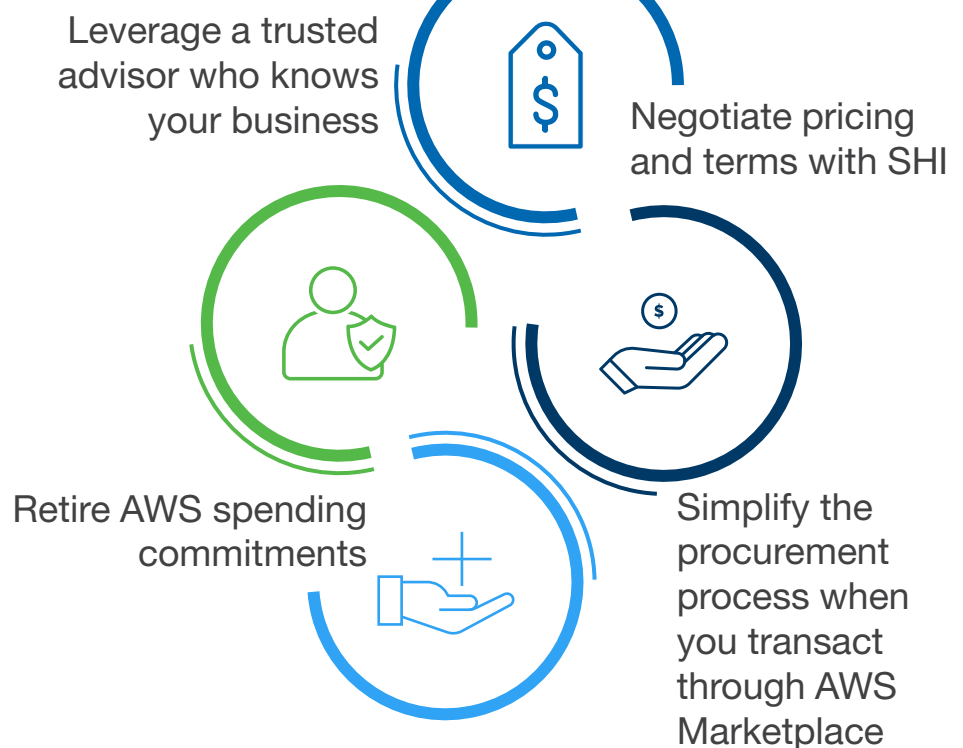 Leverage a trusted
advisor who knows
your business
$
Negotiate pricing
and terms with SHI
$
Retire AWS spending
commitments
Simplify the
procurement
process when
you transact
through AWS
Marketplace